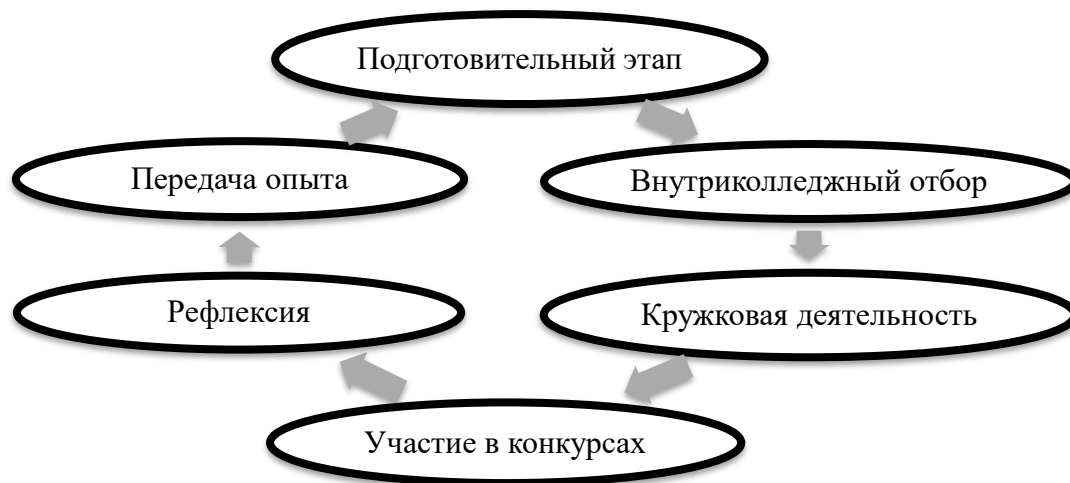 Подготовительный этап
Передача опыта
Внутриколледжный отбор
Рефлексия
Кружковая деятельность
Участие в конкурсах